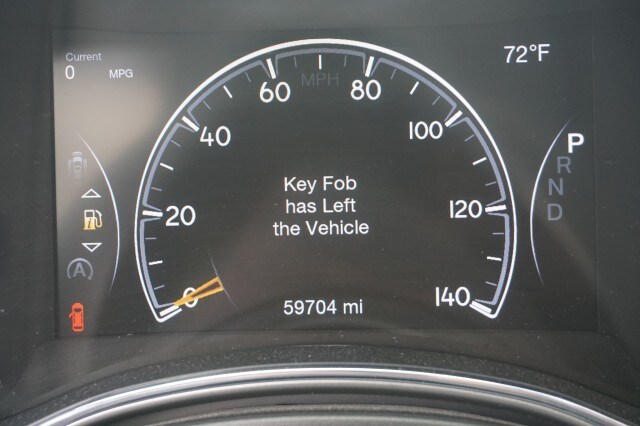 Current
0 MPG
72°F
MPH
0
20
40
60
80
100
120
140
Key Fob
has Left
the Vehicle
59704 mi
P
R
N
D
A